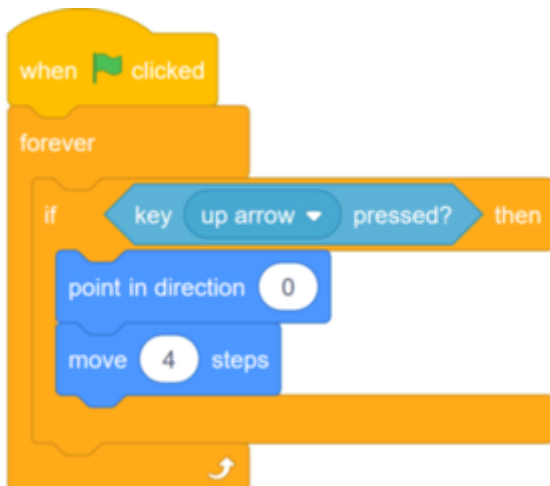 when clicked
forever
if key up arrow pressed? then
point in direction 0
move 4 steps